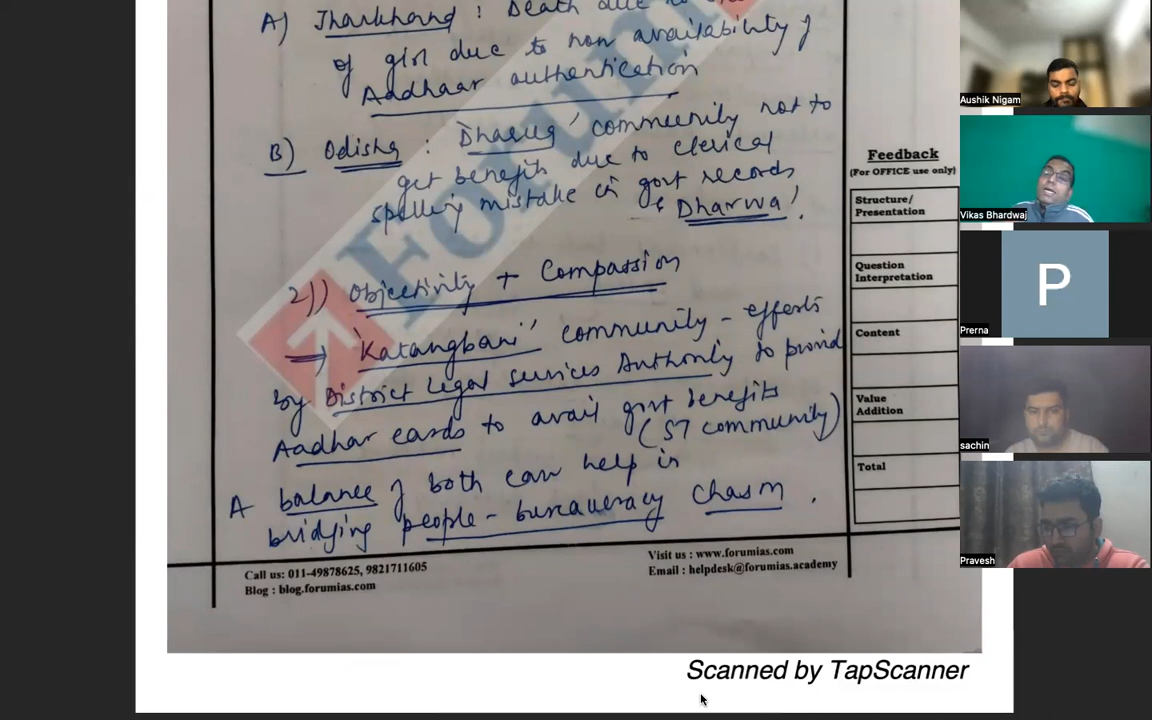 A) Jharkhand : Death due to
of girl due to non availability of
Aadhaar authentication
B) Odisha : 'Dharua' community not to
get benefits due to clerical
spelling mistake in govt records
'Dharwa'.
2)) Objectivity + Compassion
→ 'Katangbani' community - efforts
by District Legal Services Authority to provid
Aadhar cards to avail govt benefits
(ST community)
A balance of both can help in
bridging people - bureaucracy chasm.
Forum
Feedback
(For OFFICE use only)
Structure/
Presentation
Question
Interpretation
Content
Value
Addition
Total
Call us: 011-49878625, 9821711605
Blog : blog.forumias.com
Visit us : www.forumias.com
Email : helpdesk@forumias.academy
Scanned by TapScanner
Aushik Nigam
Vikas Bhardwaj
P
Prerna
sachin
Pravesh